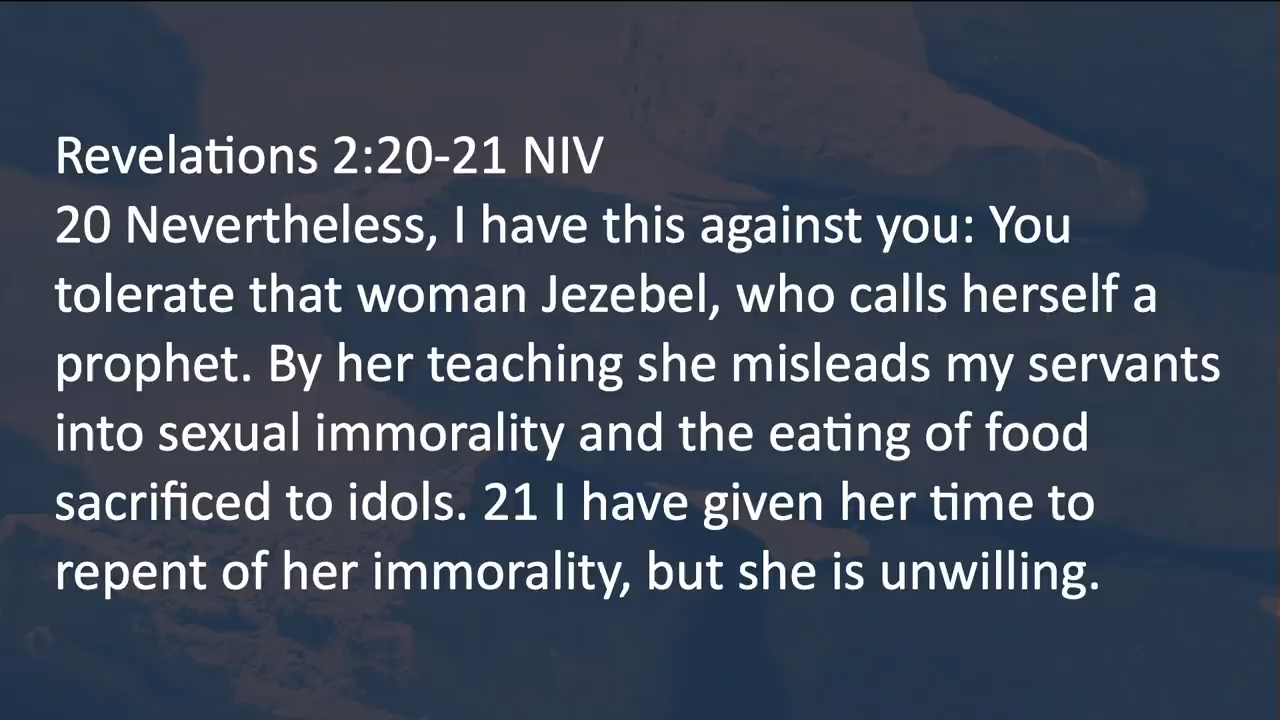 Revelations 2:20-21 NIV
20 Nevertheless, I have this against you: You
tolerate that woman Jezebel, who calls herself a
prophet. By her teaching she misleads my servants
into sexual immorality and the eating of food
sacrificed to idols. 21 I have given her time to
repent of her immorality, but she is unwilling.